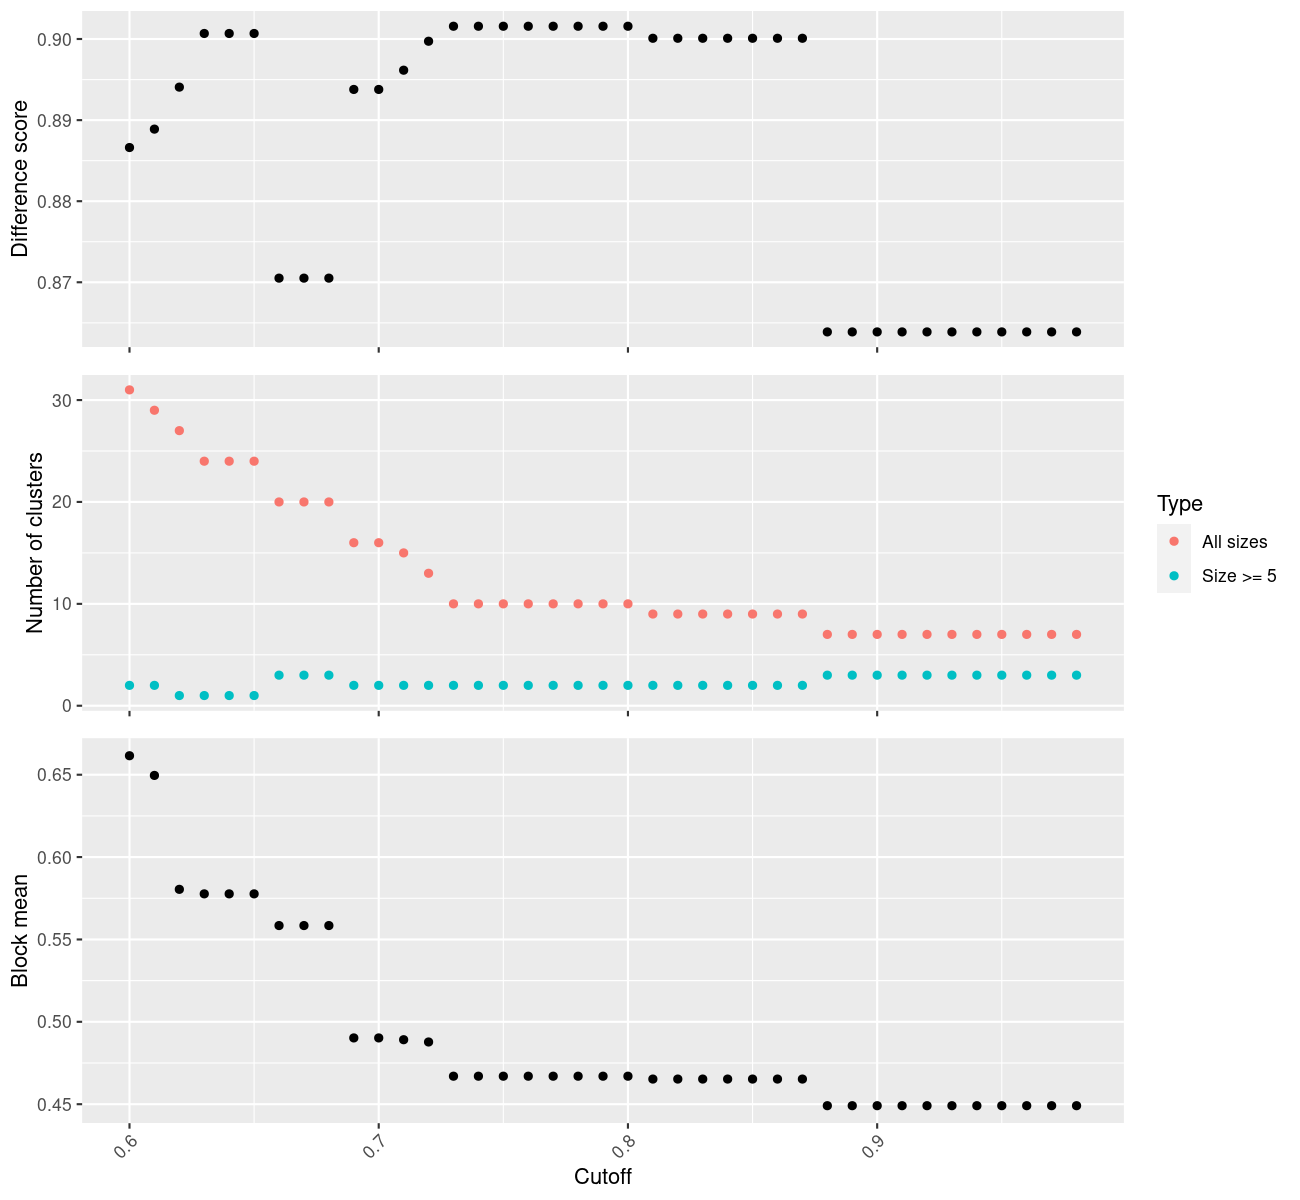 Difference score
0.90
0.89
0.88
0.87
Number of clusters
30
20
10
0
Type
All sizes
Size >= 5
Block mean
0.65
0.60
0.55
0.50
0.45
0.6 0.7 0.8 0.9
Cutoff